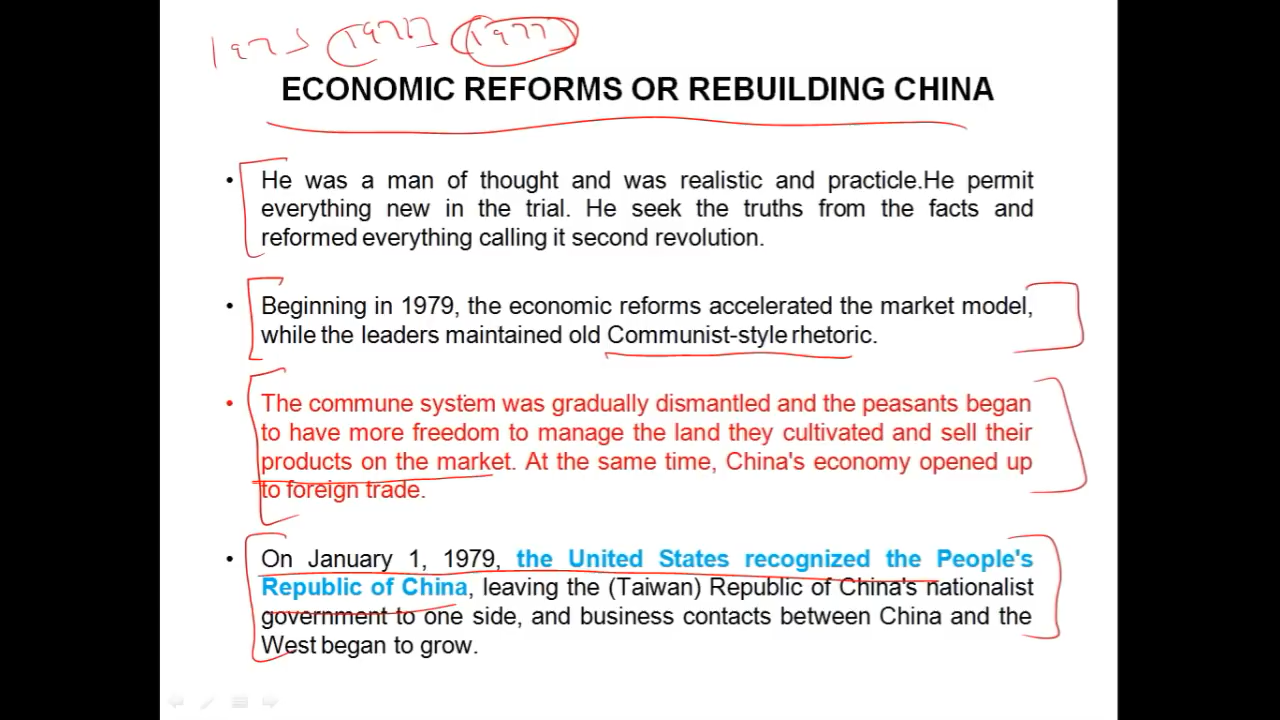 1975 1977
ECONOMIC REFORMS OR REBUILDING CHINA
• He was a man of thought and was realistic and practicle.He permit
everything new in the trial. He seek the truths from the facts and
reformed everything calling it second revolution.
• Beginning in 1979, the economic reforms accelerated the market model,
while the leaders maintained old Communist-style rhetoric.
• The commune system was gradually dismantled and the peasants began
to have more freedom to manage the land they cultivated and sell their
products on the market. At the same time, China's economy opened up
to foreign trade.
• On January 1, 1979, the United States recognized the People's
Republic of China, leaving the (Taiwan) Republic of China's nationalist
government to one side, and business contacts between China and the
West began to grow.